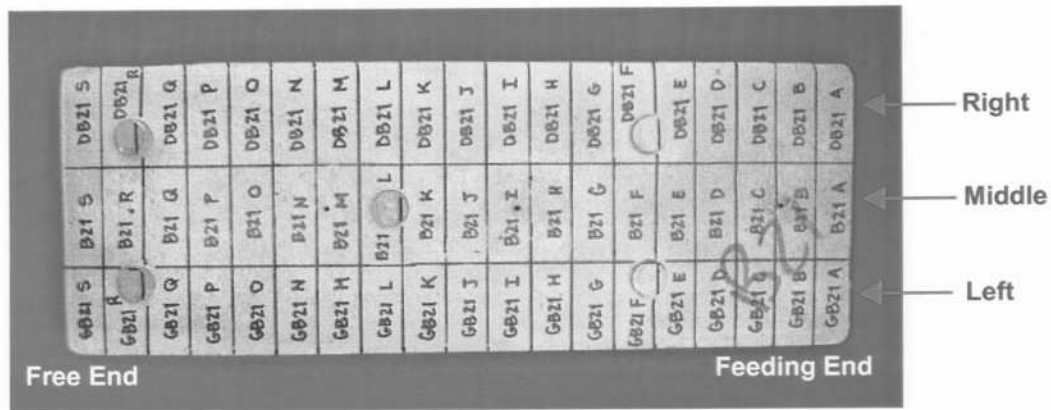 DB21 S DB21 R DB21 Q DB21 P DB21 O DB21 N DB21 M DB21 L DB21 K DB21 J DB21 I DB21 H DB21 G DB21 F DB21 E DB21 D DB21 C DB21 B DB21 A
Right
B21 S B21 R B21 Q B21 P B21 O B21 N B21 M B21 L B21 K B21 J B21 I B21 H B21 G B21 F B21 E B21 D B21 C B21 B B21 A
Middle
B21
GB21 S GB21 R GB21 Q GB21 P GB21 O GB21 N GB21 M GB21 L GB21 K GB21 J GB21 I GB21 H GB21 G GB21 F GB21 E GB21 D GB21 C GB21 B GB21 A
Left
Free End
Feeding End